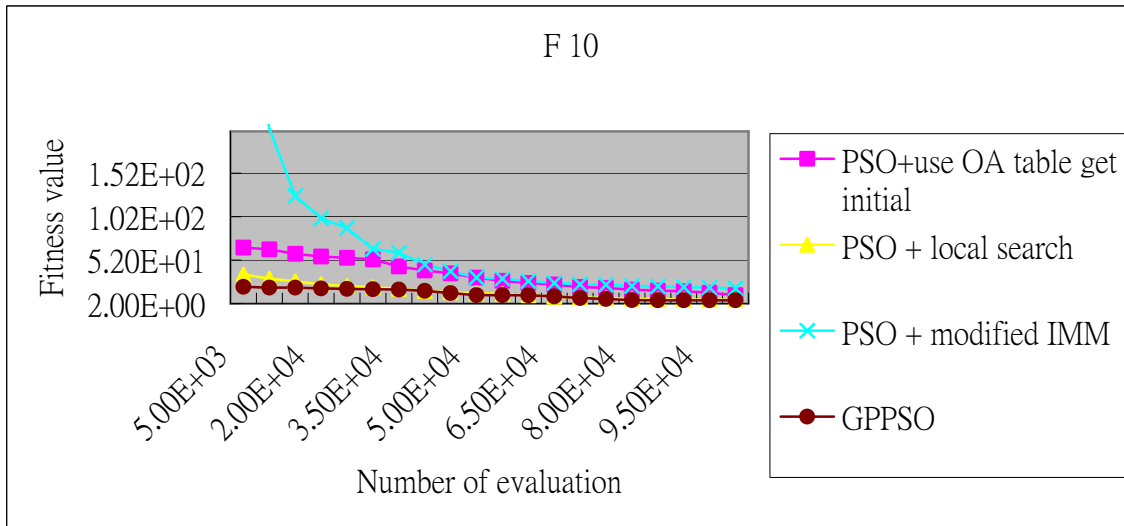 F 10
Fitness value
1.52E+02
1.02E+02
5.20E+01
2.00E+00
5.00E+03
2.00E+04
3.50E+04
5.00E+04
6.50E+04
8.00E+04
9.50E+04
Number of evaluation
PSO+use OA table get
initial
PSO + local search
PSO + modified IMM
GPPSO